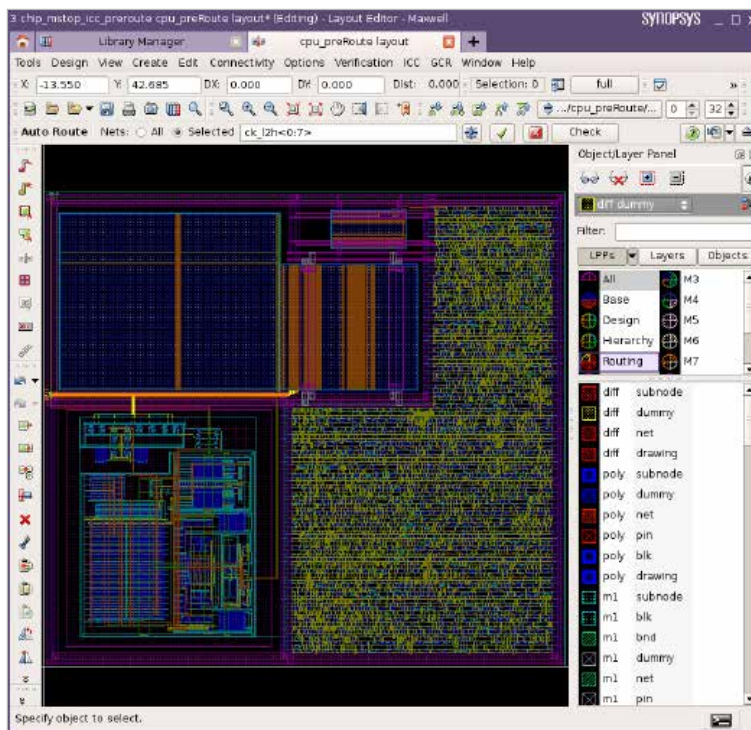 3 chip_mstop_icc_preroute cpu_preRoute layout* (Editing) - Layout Editor - Maxwell
SYNOPSYS
Library Manager
cpu_preRoute layout
Tools Design View Create Edit Connectivity Options Verification ICC GCR Window Help
X: -13.550 Y: 42.685 DX: 0.000 DY: 0.000 Dist: 0.000 Selection: 0 full »
.../cpu_preRoute/... 0 32
Auto Route Nets: All Selected ck_l2h<0:7> Check
Object/Layer Panel
diff dummy
Filter:
LPPs Layers Objects
All M3
Base M4
Design M5
Hierarchy M6
Routing M7
diff subnode
diff dummy
diff net
diff drawing
poly subnode
poly dummy
poly net
poly pin
poly blk
poly drawing
m1 subnode
m1 blk
m1 bnd
m1 dummy
m1 net
m1 pin
Specify object to select.